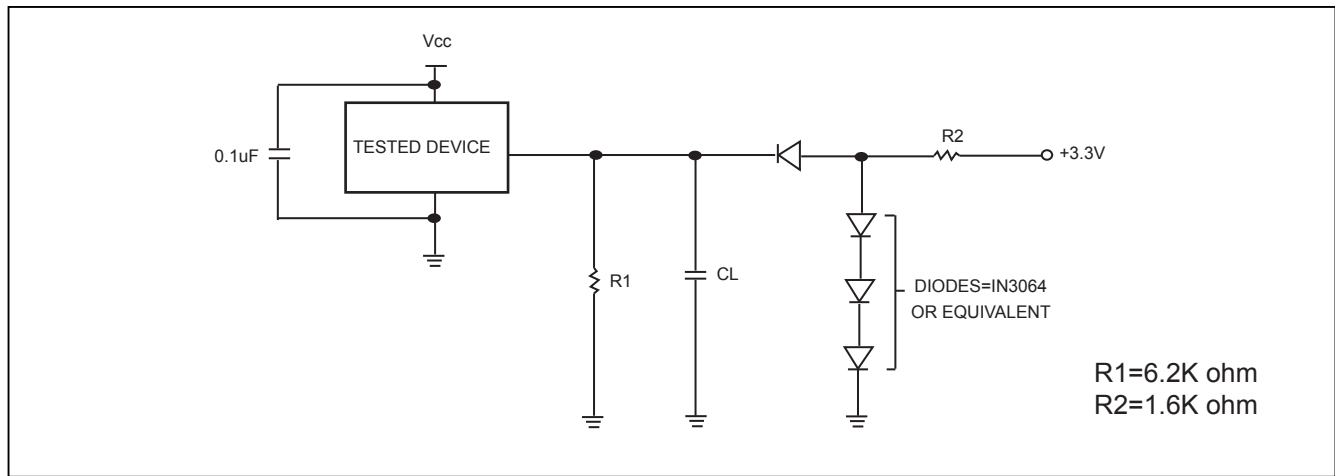 Vcc
0.1uF
TESTED DEVICE
R2
+3.3V
R1
CL
DIODES=IN3064
OR EQUIVALENT
R1=6.2K ohm
R2=1.6K ohm